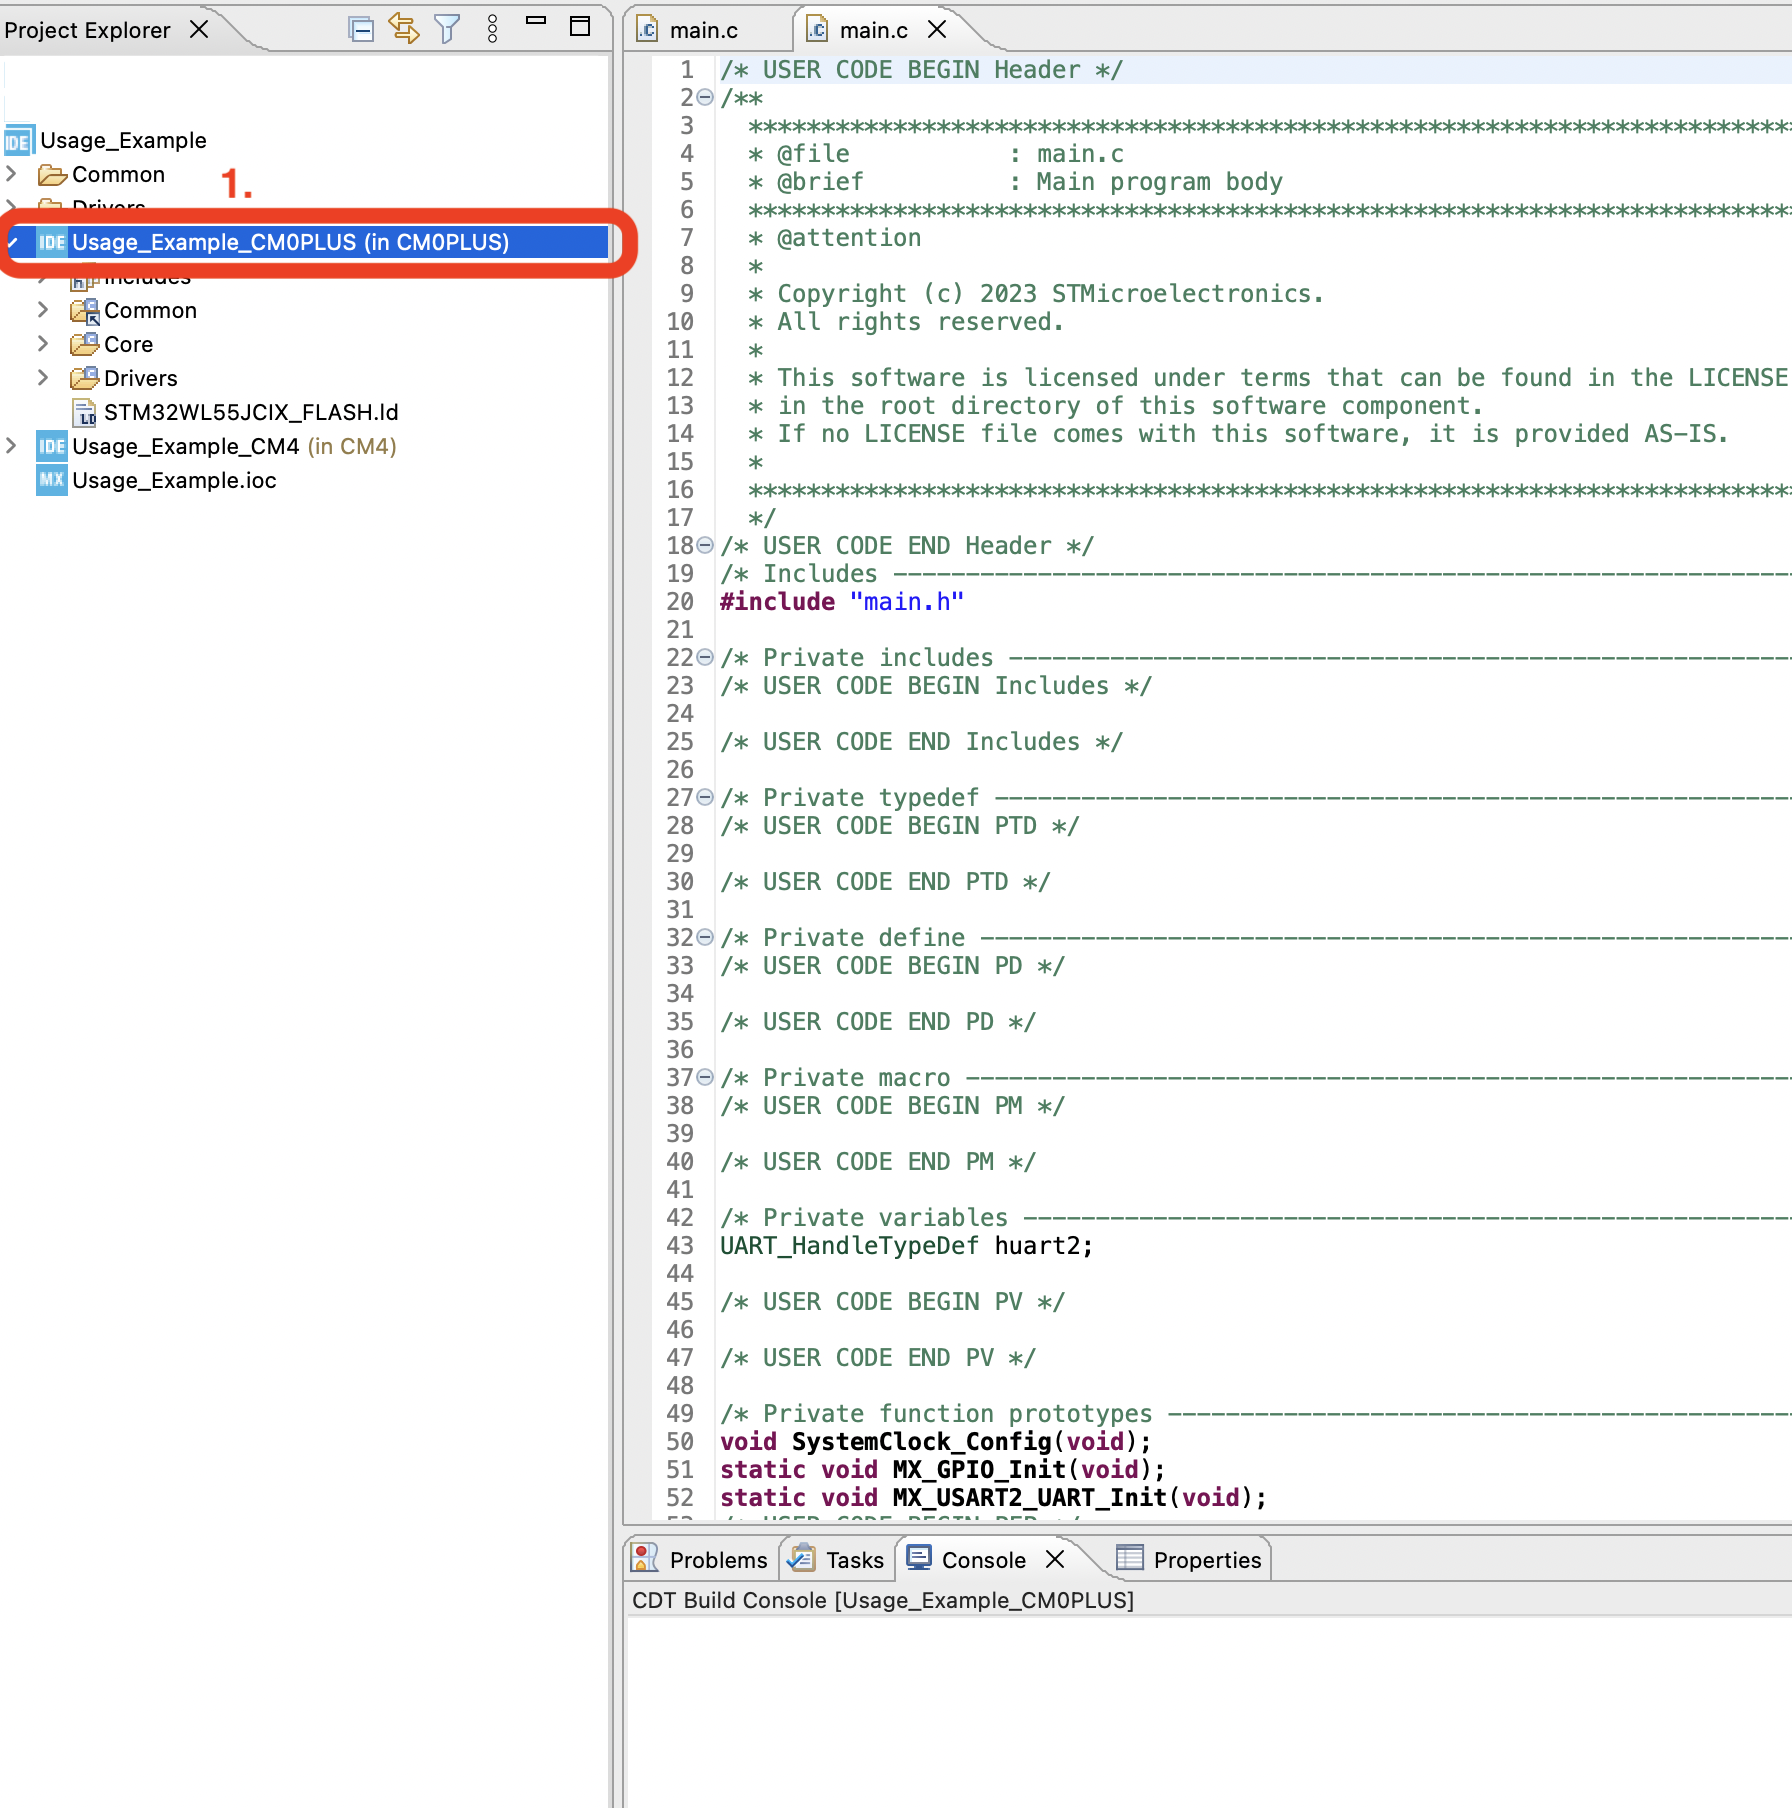 Project Explorer
Usage_Example
Common
1.
Drivers
IDE Usage_Example_CM0PLUS (in CM0PLUS)
Includes
Common
Core
Drivers
STM32WL55JCIX_FLASH.ld
IDE Usage_Example_CM4 (in CM4)
MX Usage_Example.ioc
main.c
main.c
1 /* USER CODE BEGIN Header */
2 /**
3 ******************************************************************************
4 * @file : main.c
5 * @brief : Main program body
6 ******************************************************************************
7 * @attention
8 *
9 * Copyright (c) 2023 STMicroelectronics.
10 * All rights reserved.
11 *
12 * This software is licensed under terms that can be found in the LICENSE
13 * in the root directory of this software component.
14 * If no LICENSE file comes with this software, it is provided AS-IS.
15 *
16 ******************************************************************************
17 */
18 /* USER CODE END Header */
19 /* Includes ------------------------------------------------------------------
20 #include "main.h"
21
22 /* Private includes ----------------------------------------------------------
23 /* USER CODE BEGIN Includes */
24
25 /* USER CODE END Includes */
26
27 /* Private typedef -----------------------------------------------------------
28 /* USER CODE BEGIN PTD */
29
30 /* USER CODE END PTD */
31
32 /* Private define ------------------------------------------------------------
33 /* USER CODE BEGIN PD */
34
35 /* USER CODE END PD */
36
37 /* Private macro -------------------------------------------------------------
38 /* USER CODE BEGIN PM */
39
40 /* USER CODE END PM */
41
42 /* Private variables ---------------------------------------------------------
43 UART_HandleTypeDef huart2;
44
45 /* USER CODE BEGIN PV */
46
47 /* USER CODE END PV */
48
49 /* Private function prototypes -----------------------------------------------
50 void SystemClock_Config(void);
51 static void MX_GPIO_Init(void);
52 static void MX_USART2_UART_Init(void);
53 /* USER CODE BEGIN PFP */
Problems
Tasks
Console
Properties
CDT Build Console [Usage_Example_CM0PLUS]